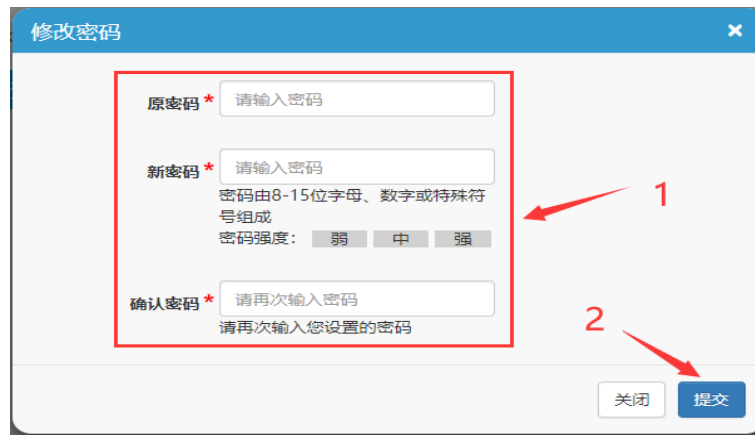 修改密码 ×
原密码 * 请输入密码
新密码 * 请输入密码
密码由8-15位字母、数字或特殊符
号组成
密码强度： 弱 中 强
1
确认密码 * 请再次输入密码
请再次输入您设置的密码
2
关闭 提交